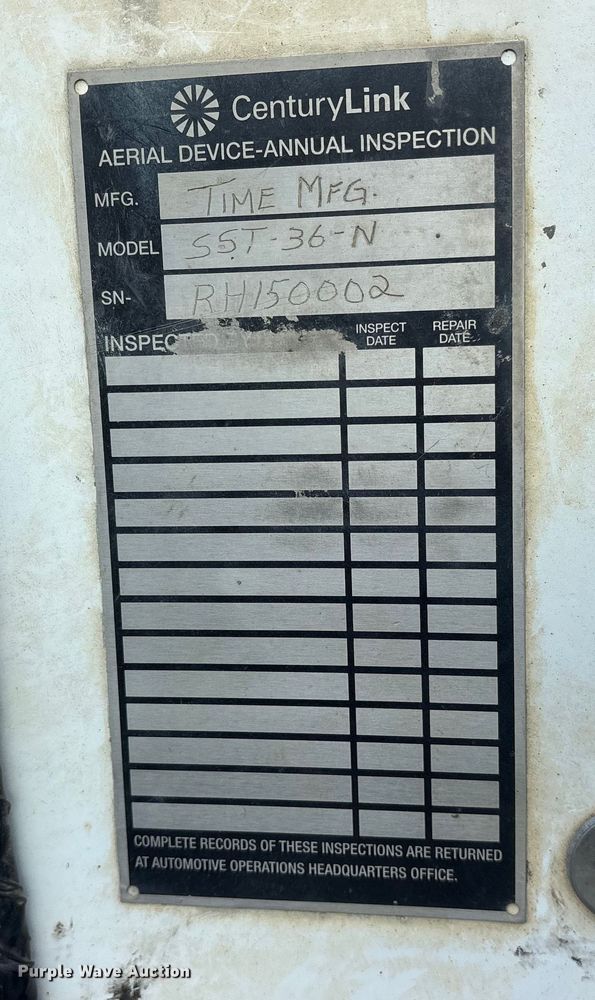 CenturyLink
AERIAL DEVICE-ANNUAL INSPECTION
MFG. TIME MFG.
MODEL SST-36-N
SN- RH150002
INSPECT DATE
REPAIR DATE
COMPLETE RECORDS OF THESE INSPECTIONS ARE RETURNED
AT AUTOMOTIVE OPERATIONS HEADQUARTERS OFFICE.
Purple Wave Auction